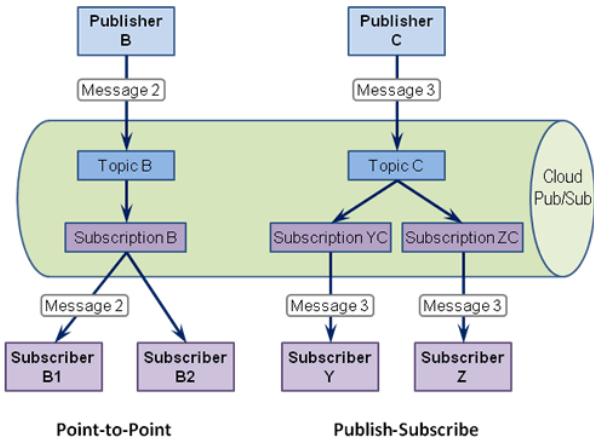 Publisher
B
Publisher
C
Message 2
Message 3
Topic B
Topic C
Cloud
Pub/Sub
Subscription B
Subscription YC
Subscription ZC
Message 2
Message 3
Message 3
Subscriber
B1
Subscriber
B2
Subscriber
Y
Subscriber
Z
Point-to-Point
Publish-Subscribe